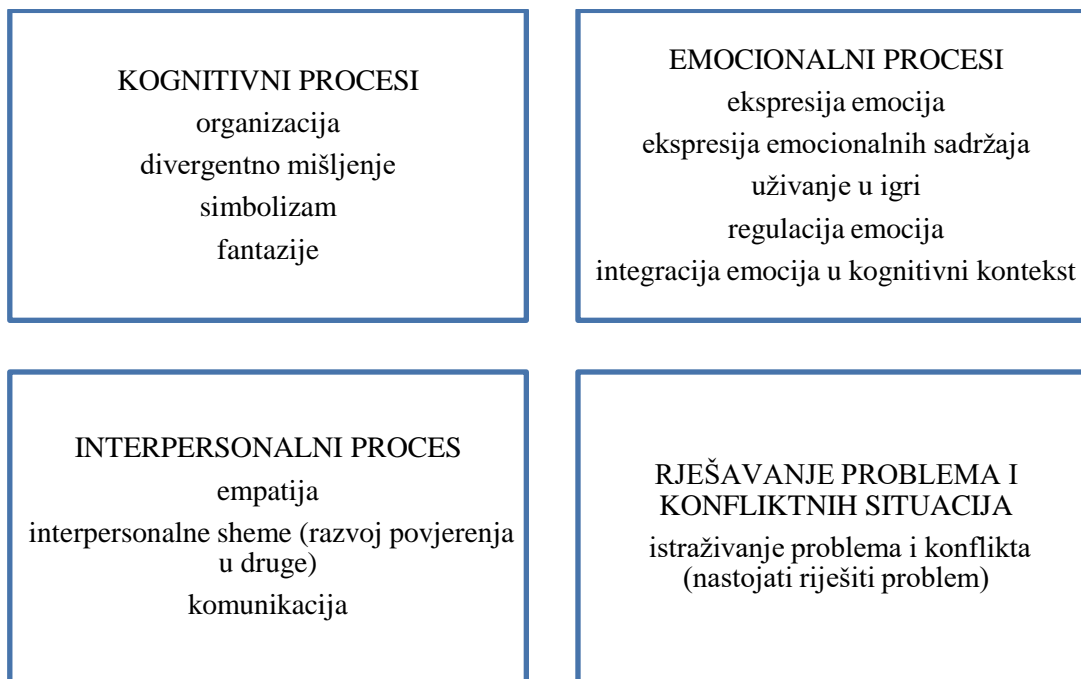 KOGNITIVNI PROCESI
organizacija
divergentno mišljenje
simbolizam
fantazije
EMOCIONALNI PROCESI
ekspresija emocija
ekspresija emocionalnih sadržaja
uživanje u igri
regulacija emocija
integracija emocija u kognitivni kontekst
INTERPERSONALNI PROCES
empatija
interpersonalne sheme (razvoj povjerenja
u druge)
komunikacija
RJEŠAVANJE PROBLEMA I
KONFLIKTNIH SITUACIJA
istraživanje problema i konflikta
(nastojati riješiti problem)